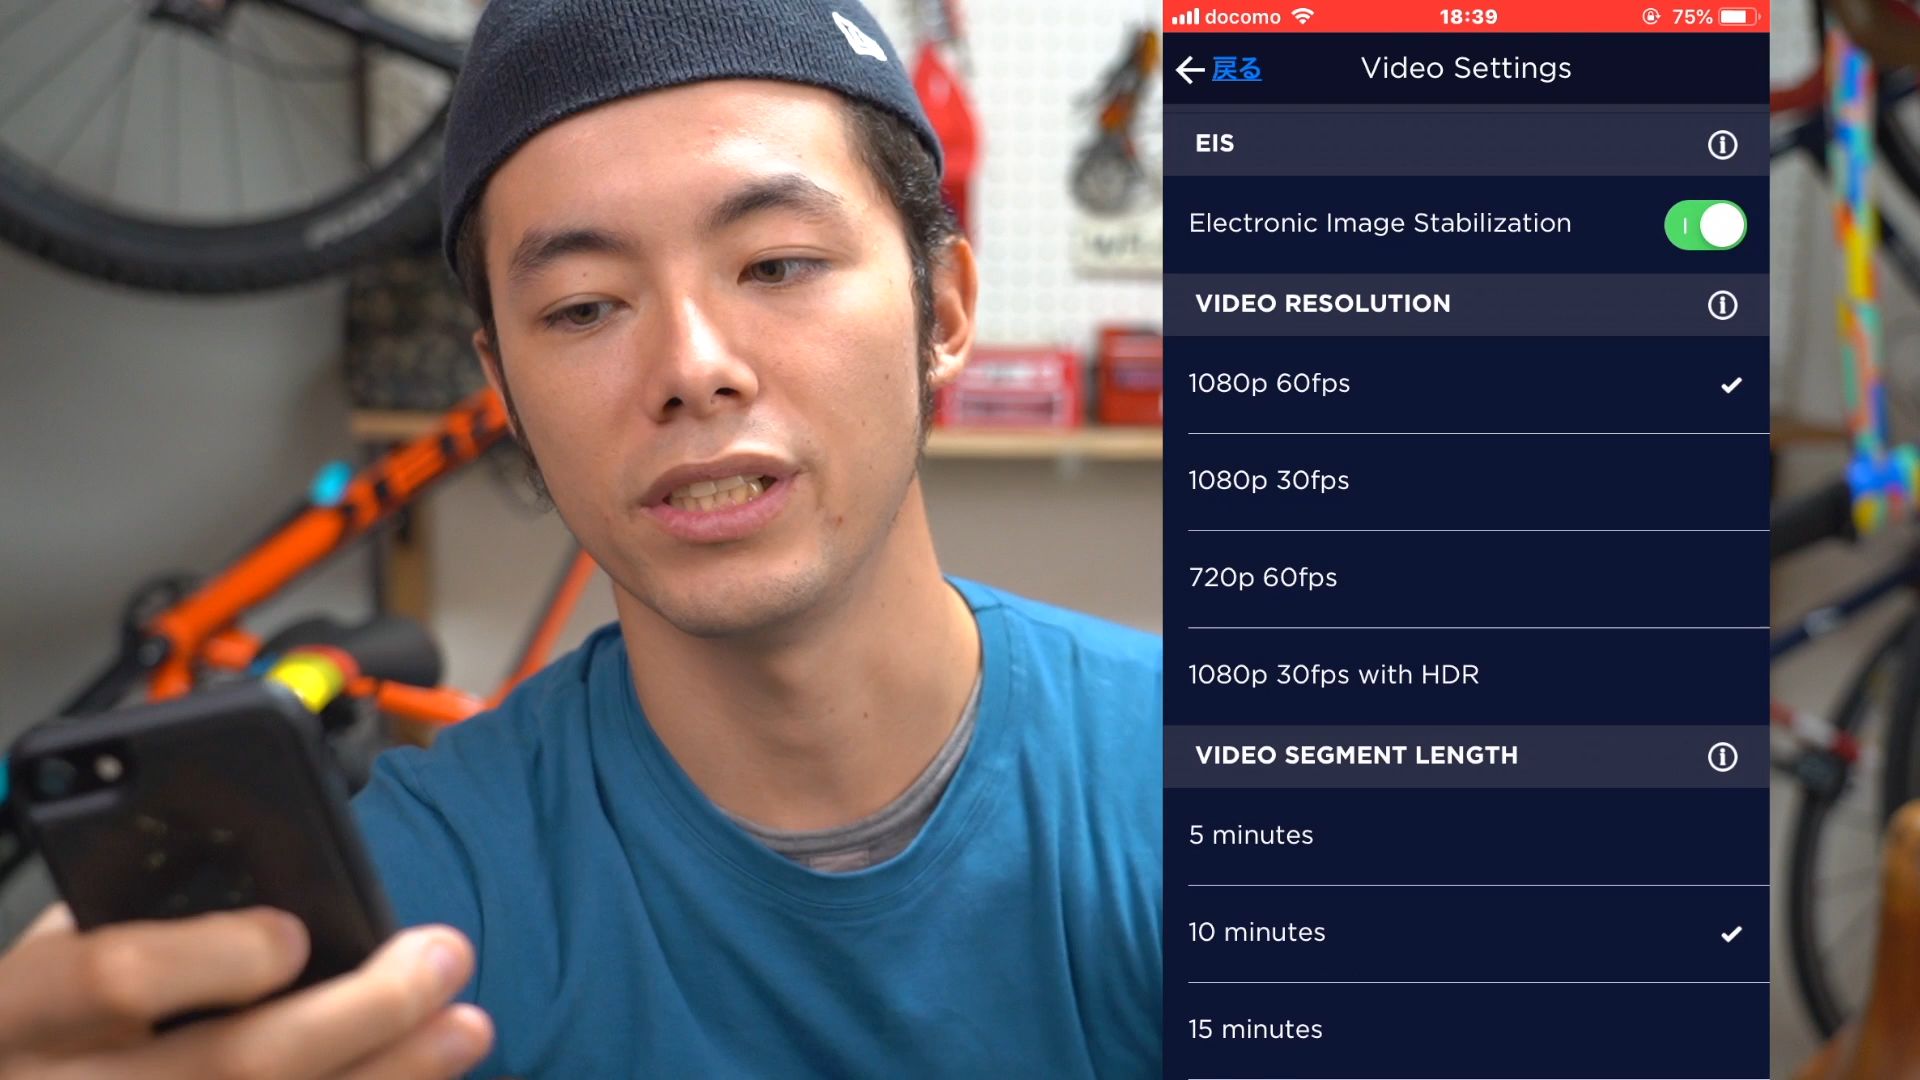 docomo 18:39 75%
戻る Video Settings
EIS
Electronic Image Stabilization
VIDEO RESOLUTION
1080p 60fps
1080p 30fps
720p 60fps
1080p 30fps with HDR
VIDEO SEGMENT LENGTH
5 minutes
10 minutes
15 minutes